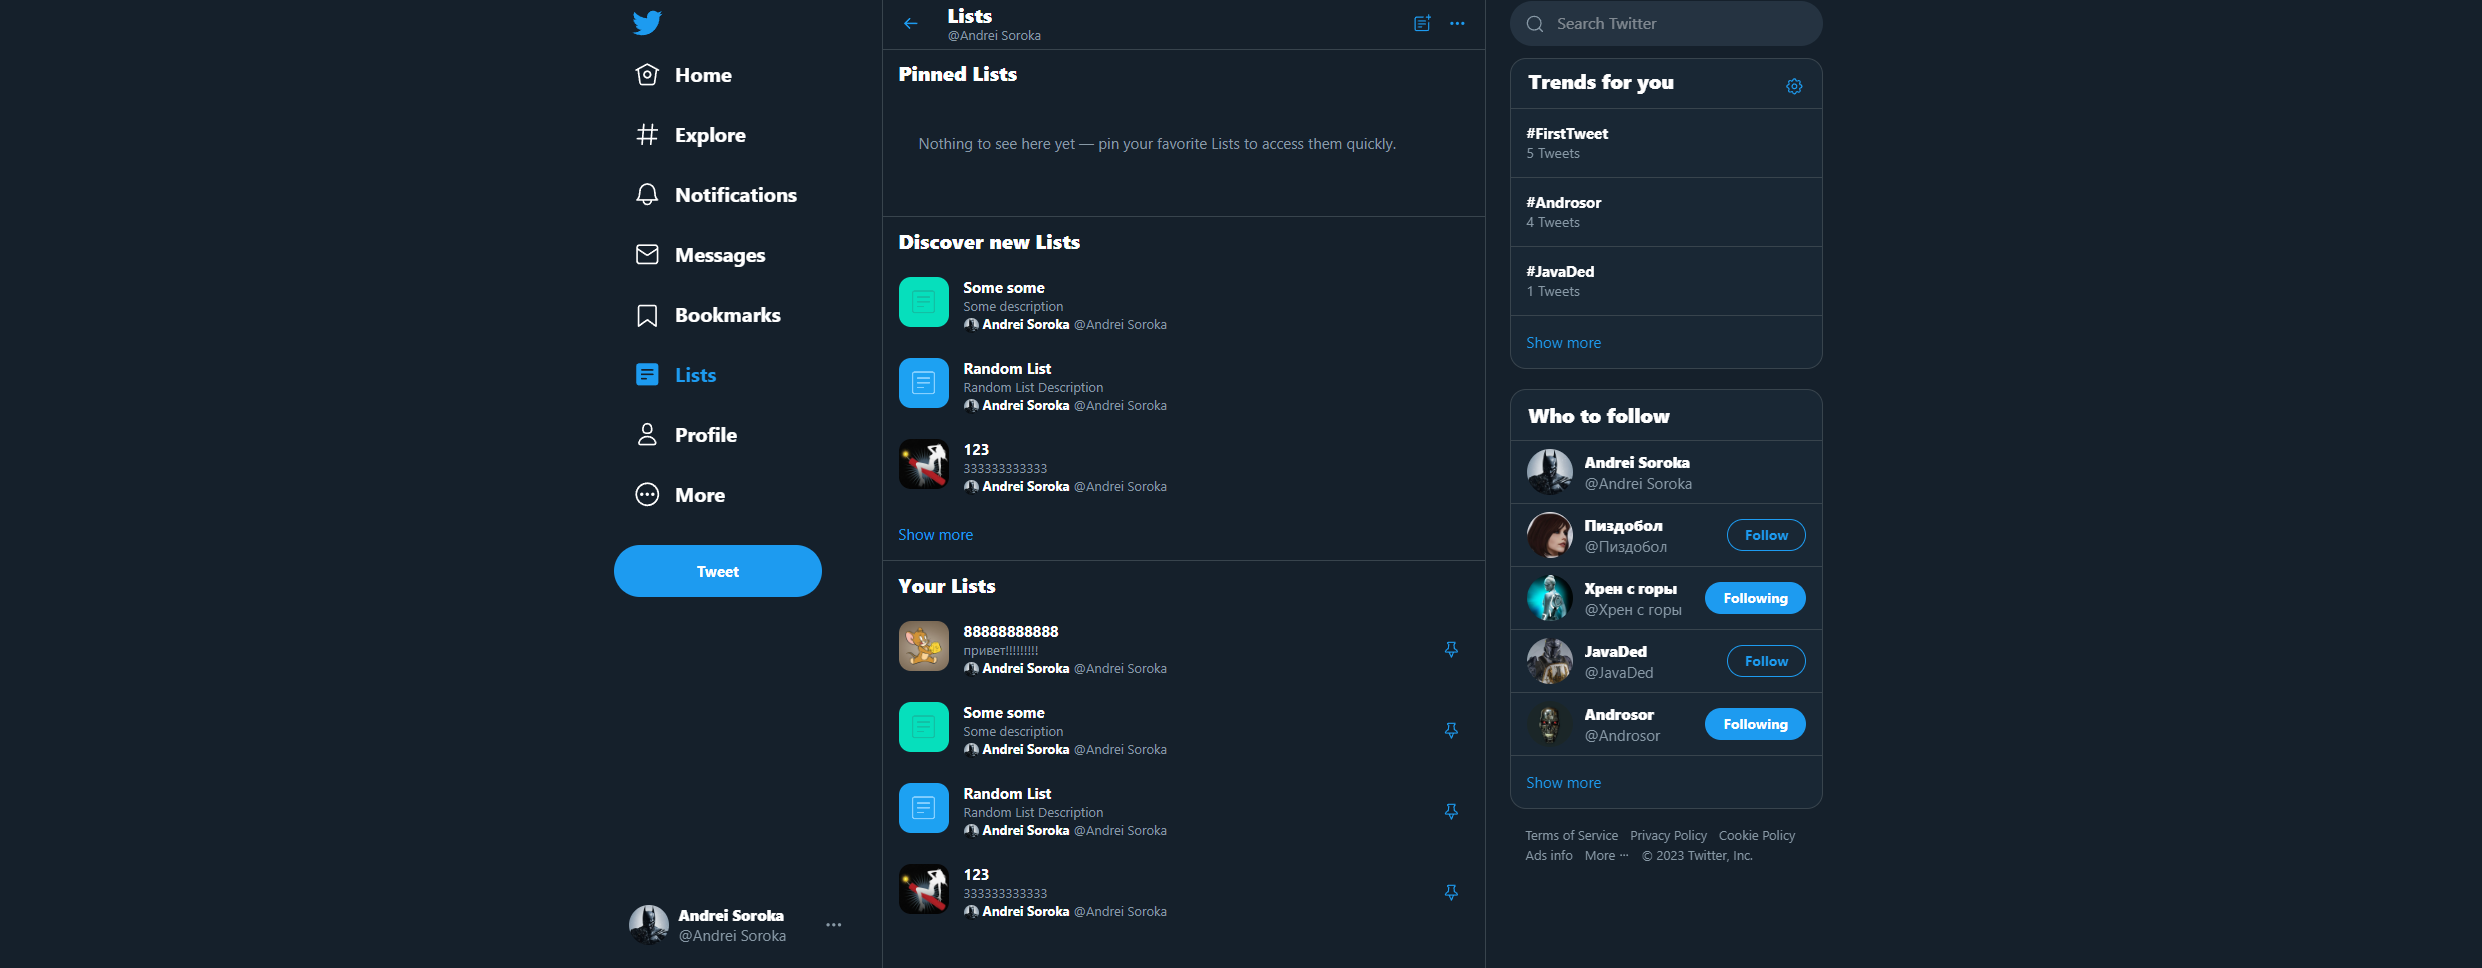 Home
Explore
Notifications
Messages
Bookmarks
Lists
Profile
More
Tweet
Andrei Soroka
@Andrei Soroka
Lists
@Andrei Soroka
Pinned Lists
Nothing to see here yet — pin your favorite Lists to access them quickly.
Discover new Lists
Some some
Some description
Andrei Soroka @Andrei Soroka
Random List
Random List Description
Andrei Soroka @Andrei Soroka
123
333333333333
Andrei Soroka @Andrei Soroka
Show more
Your Lists
88888888888
привет!!!!!!!!!
Andrei Soroka @Andrei Soroka
Some some
Some description
Andrei Soroka @Andrei Soroka
Random List
Random List Description
Andrei Soroka @Andrei Soroka
123
333333333333
Andrei Soroka @Andrei Soroka
Search Twitter
Trends for you
#FirstTweet
5 Tweets
#Androsor
4 Tweets
#JavaDed
1 Tweets
Show more
Who to follow
Andrei Soroka
@Andrei Soroka
Пиздобол
@Пиздобол
Follow
Хрен с горы
@Хрен с горы
Following
JavaDed
@JavaDed
Follow
Androsor
@Androsor
Following
Show more
Terms of Service Privacy Policy Cookie Policy
Ads info More ··· © 2023 Twitter, Inc.